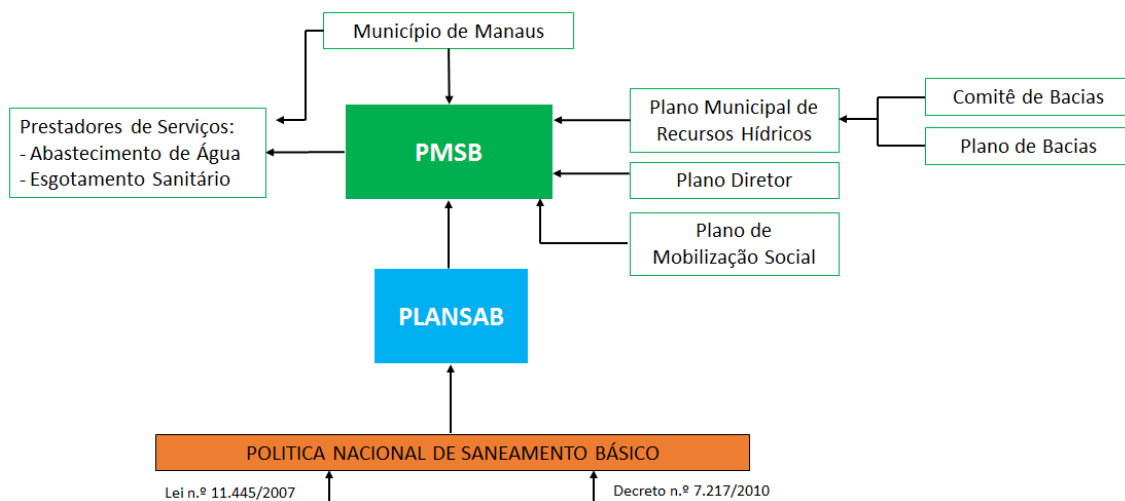 Município de Manaus
Prestadores de Serviços:
- Abastecimento de Água
- Esgotamento Sanitário
PMSB
Plano Municipal de
Recursos Hídricos
Comitê de Bacias
Plano de Bacias
Plano Diretor
Plano de
Mobilização Social
PLANSAB
POLITICA NACIONAL DE SANEAMENTO BÁSICO
Lei n.º 11.445/2007
Decreto n.º 7.217/2010